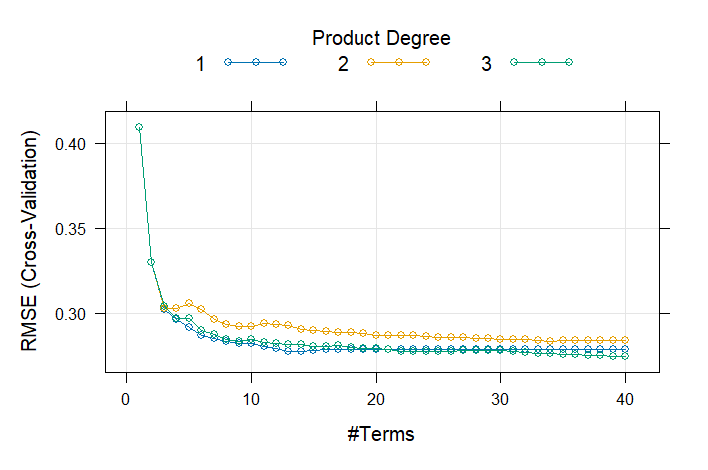 Product Degree
1 2 3
RMSE (Cross-Validation)
0.40
0.35
0.30
0 10 20 30 40
#Terms